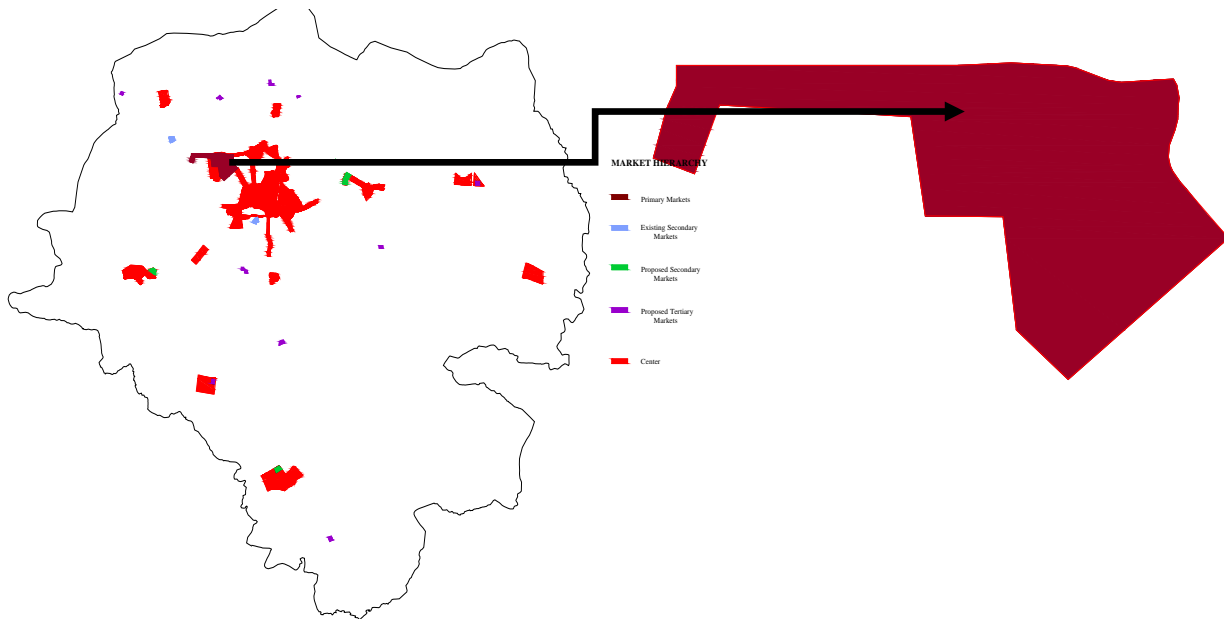 MARKET HIERARCHY
Primary Markets
Existing Secondary
Markets
Proposed Secondary
Markets
Proposed Tertiary
Markets
Center